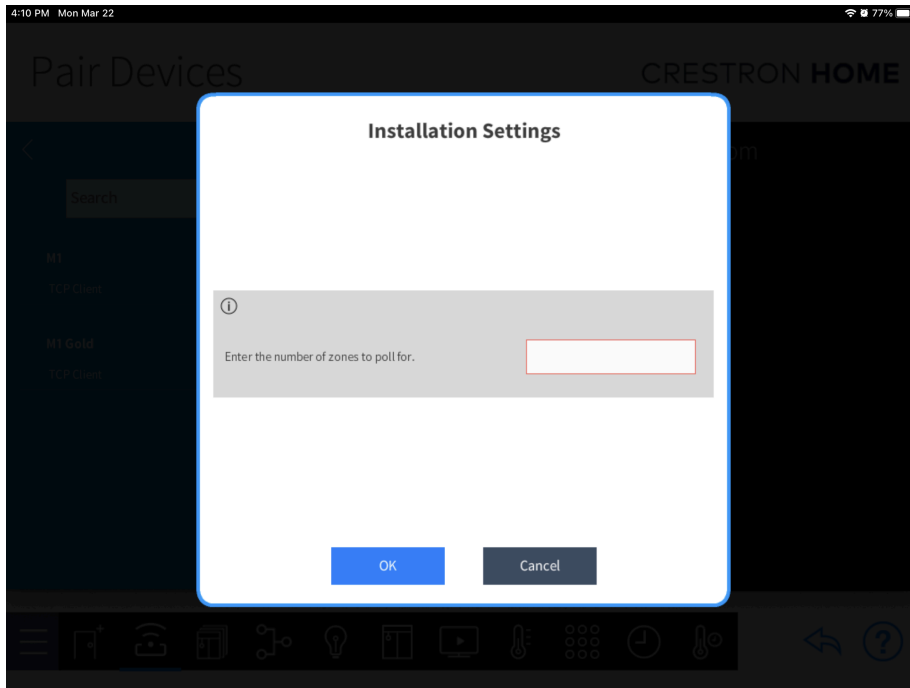 4:10 PM Mon Mar 22
77%
Pair Devices
CRESTRON HOME
Installation Settings
om
Search
M1
TCP Client
M1 Gold
TCP Client
Enter the number of zones to poll for.
OK
Cancel